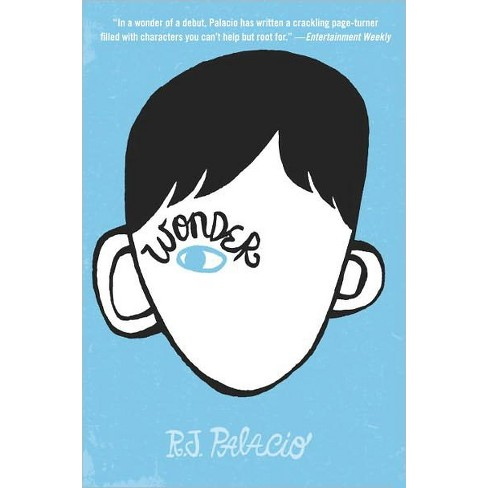 "In a wonder of a debut, Palacio has written a crackling page-turner
filled with characters you can't help but root for." —Entertainment Weekly
WONDER
R.J. PALACIO